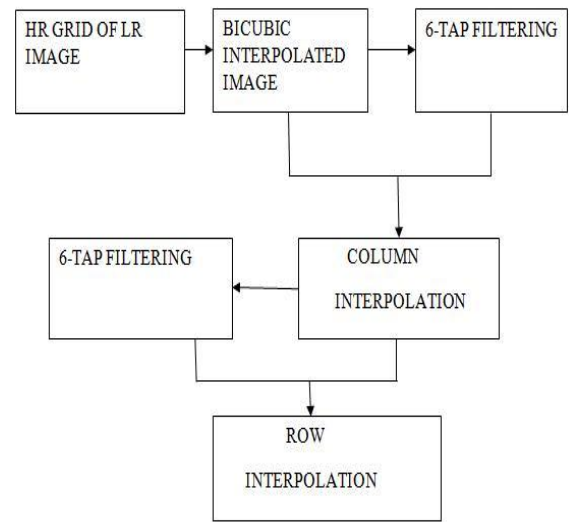 HR GRID OF LR
IMAGE
BICUBIC
INTERPOLATED
IMAGE
6-TAP FILTERING
6-TAP FILTERING
COLUMN
INTERPOLATION
ROW
INTERPOLATION